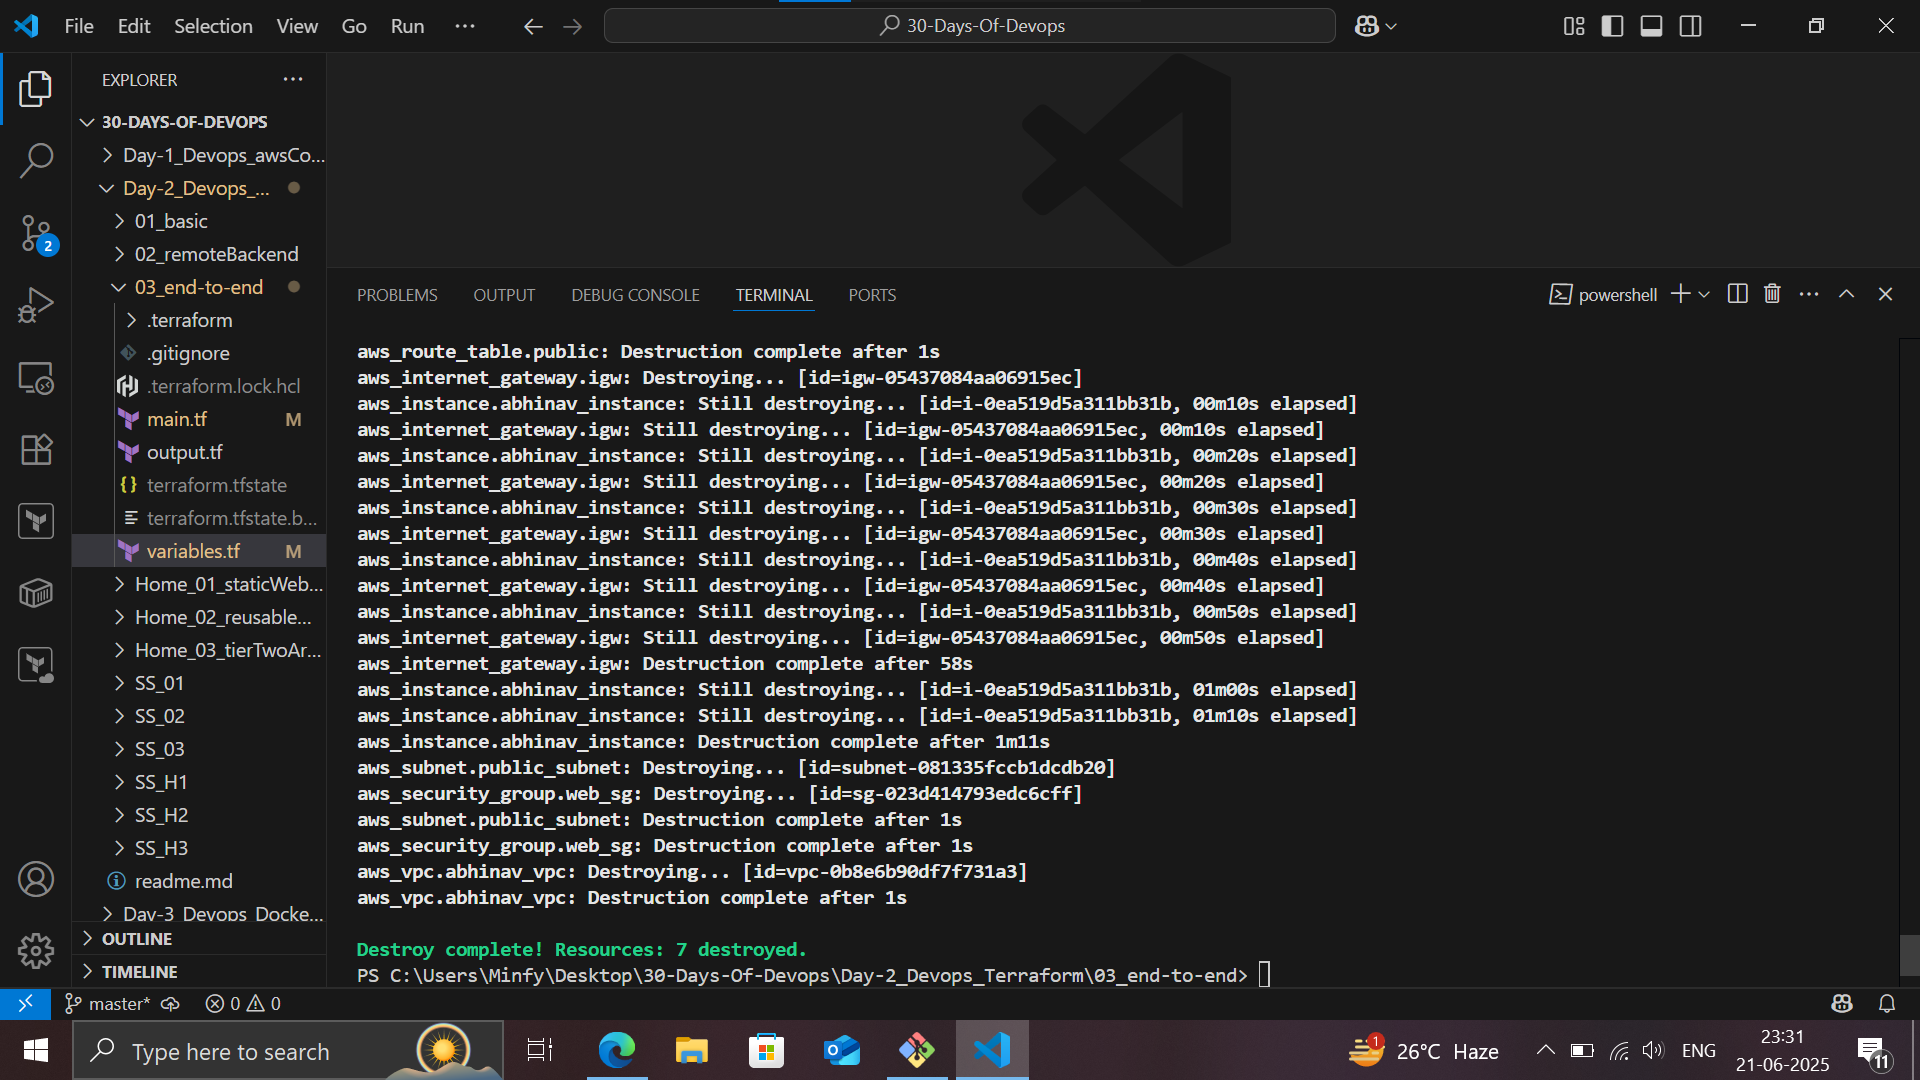 File Edit Selection View Go Run ...
30-Days-Of-Devops
EXPLORER
30-DAYS-OF-DEVOPS
Day-1_Devops_awsCo...
Day-2_Devops_...
01_basic
02_remoteBackend
03_end-to-end
.terraform
.gitignore
.terraform.lock.hcl
main.tf M
output.tf
terraform.tfstate
terraform.tfstate.b...
variables.tf M
Home_01_staticWeb...
Home_02_reusable...
Home_03_tierTwoAr...
SS_01
SS_02
SS_03
SS_H1
SS_H2
SS_H3
readme.md
Day-3_Devops_Docke...
OUTLINE
TIMELINE
2
PROBLEMS OUTPUT DEBUG CONSOLE TERMINAL PORTS
powershell
aws_route_table.public: Destruction complete after 1s
aws_internet_gateway.igw: Destroying... [id=igw-05437084aa06915ec]
aws_instance.abhinav_instance: Still destroying... [id=i-0ea519d5a311bb31b, 00m10s elapsed]
aws_internet_gateway.igw: Still destroying... [id=igw-05437084aa06915ec, 00m10s elapsed]
aws_instance.abhinav_instance: Still destroying... [id=i-0ea519d5a311bb31b, 00m20s elapsed]
aws_internet_gateway.igw: Still destroying... [id=igw-05437084aa06915ec, 00m20s elapsed]
aws_instance.abhinav_instance: Still destroying... [id=i-0ea519d5a311bb31b, 00m30s elapsed]
aws_internet_gateway.igw: Still destroying... [id=igw-05437084aa06915ec, 00m30s elapsed]
aws_instance.abhinav_instance: Still destroying... [id=i-0ea519d5a311bb31b, 00m40s elapsed]
aws_internet_gateway.igw: Still destroying... [id=igw-05437084aa06915ec, 00m40s elapsed]
aws_instance.abhinav_instance: Still destroying... [id=i-0ea519d5a311bb31b, 00m50s elapsed]
aws_internet_gateway.igw: Still destroying... [id=igw-05437084aa06915ec, 00m50s elapsed]
aws_internet_gateway.igw: Destruction complete after 58s
aws_instance.abhinav_instance: Still destroying... [id=i-0ea519d5a311bb31b, 01m00s elapsed]
aws_instance.abhinav_instance: Still destroying... [id=i-0ea519d5a311bb31b, 01m10s elapsed]
aws_instance.abhinav_instance: Destruction complete after 1m11s
aws_subnet.public_subnet: Destroying... [id=subnet-081335fccb1dcdb20]
aws_security_group.web_sg: Destroying... [id=sg-023d414793edc6cff]
aws_subnet.public_subnet: Destruction complete after 1s
aws_security_group.web_sg: Destruction complete after 1s
aws_vpc.abhinav_vpc: Destroying... [id=vpc-0b8e6b90df7f731a3]
aws_vpc.abhinav_vpc: Destruction complete after 1s
Destroy complete! Resources: 7 destroyed.
PS C:\Users\Minfy\Desktop\30-Days-Of-Devops\Day-2_Devops_Terraform\03_end-to-end>
master* 0 0
Type here to search
1
26°C Haze
ENG
23:31
21-06-2025
11